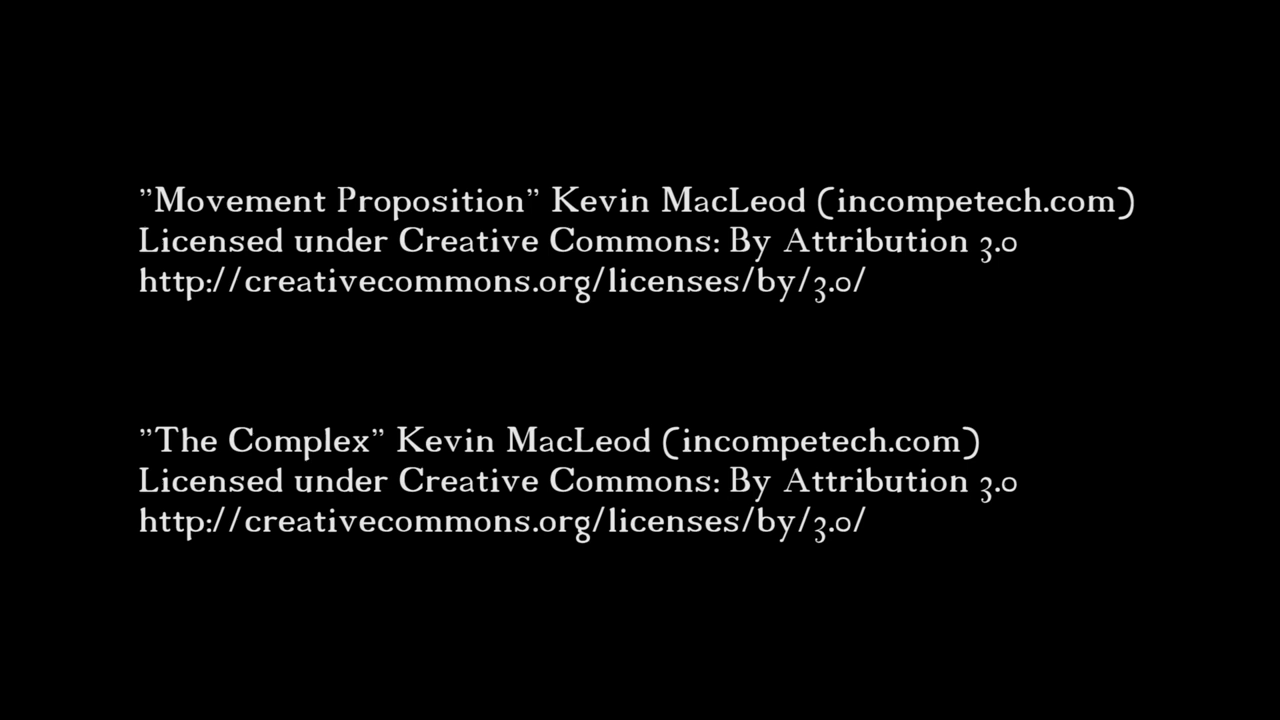 ”Movement Proposition” Kevin MacLeod (incompetech.com)
Licensed under Creative Commons: By Attribution 3.0
http://creativecommons.org/licenses/by/3.0/
”The Complex” Kevin MacLeod (incompetech.com)
Licensed under Creative Commons: By Attribution 3.0
http://creativecommons.org/licenses/by/3.0/